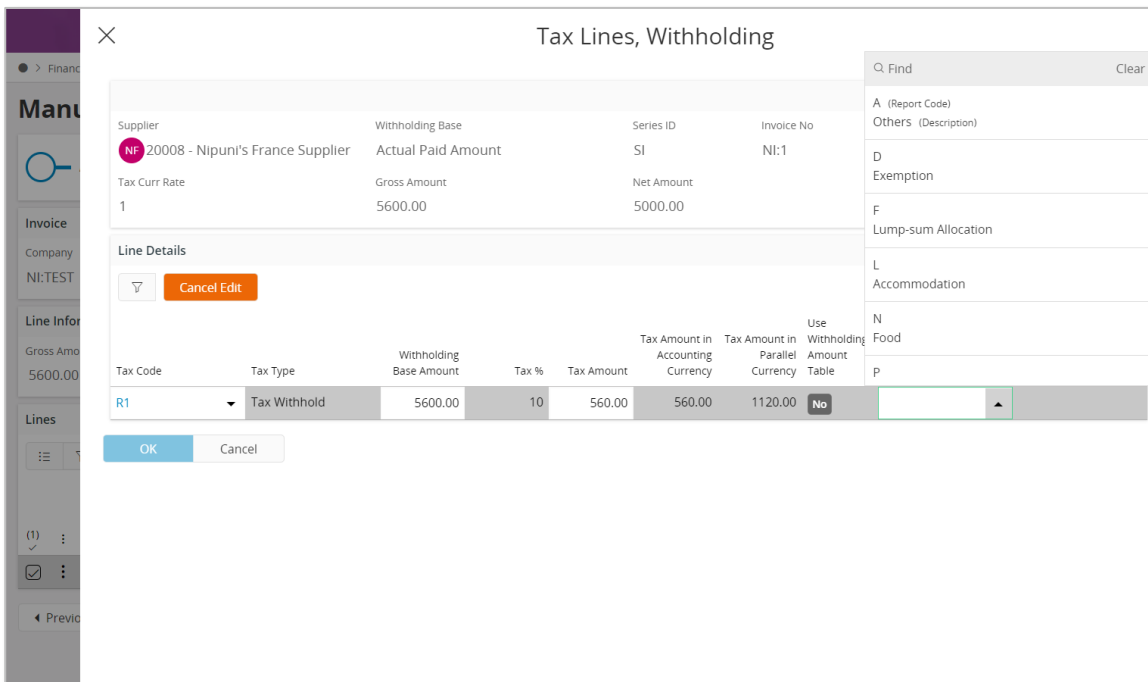 Tax Lines, Withholding
Find Clear
A (Report Code)
Others (Description)
D
Exemption
F
Lump-sum Allocation
L
Accommodation
N
Food
P
> Financ
Manu
Invoice
Company
NI:TEST
Line Infor
Gross Amo
5600.00
Lines
(1)
Previo
Supplier Withholding Base Series ID Invoice No
NF 20008 - Nipuni's France Supplier Actual Paid Amount SI NI:1
Tax Curr Rate Gross Amount Net Amount
1 5600.00 5000.00
Line Details
Cancel Edit
Tax Code Tax Type Withholding Base Amount Tax % Tax Amount Tax Amount in Accounting Currency Tax Amount in Parallel Currency Use Withholding Amount Table
R1 Tax Withhold 5600.00 10 560.00 560.00 1120.00 No
OK Cancel